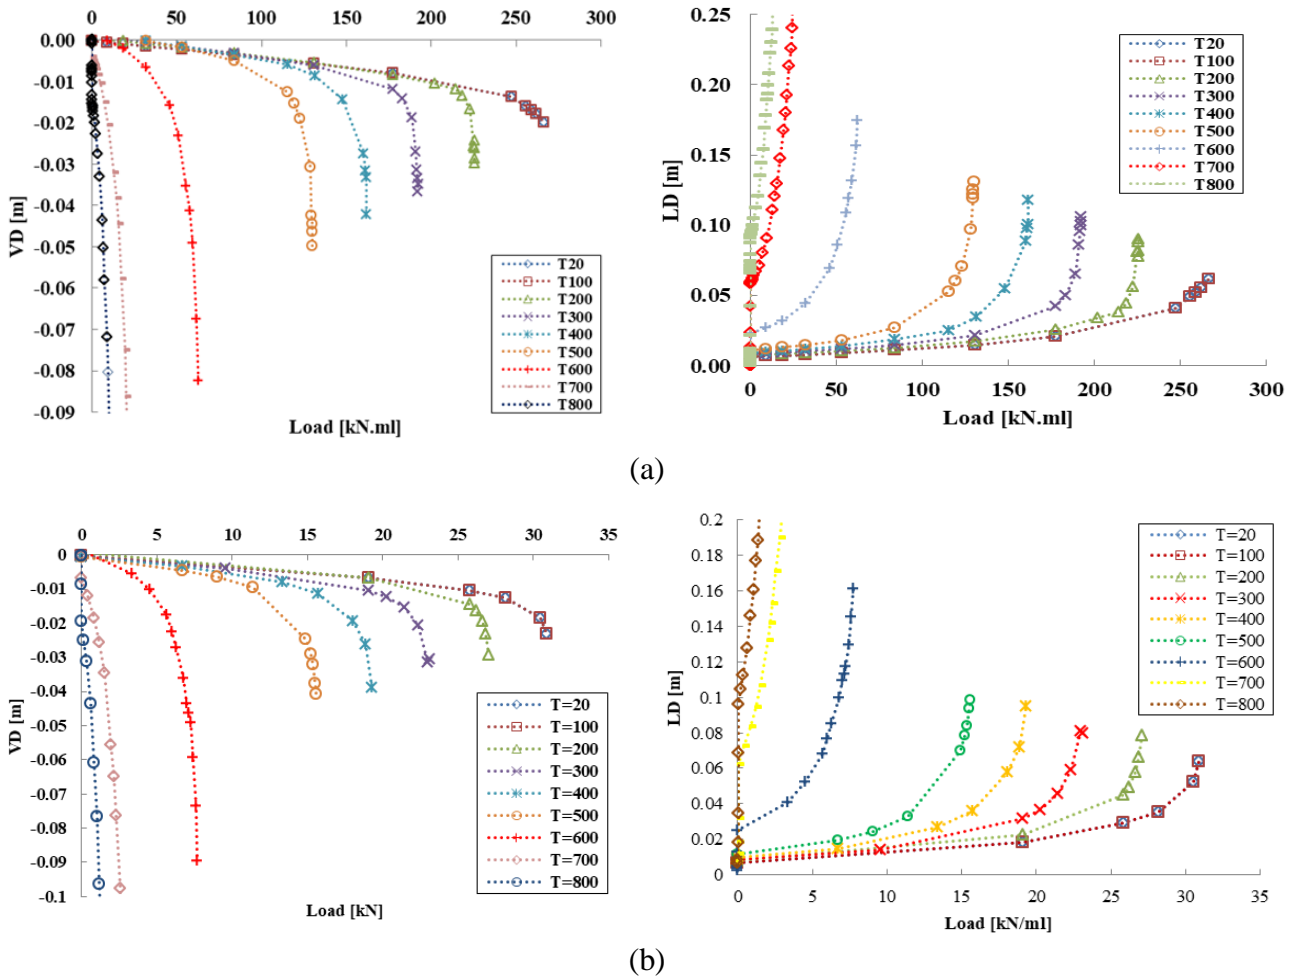 0 50 100 150 200 250 300
0.00
-0.01
-0.02
-0.03
-0.04
-0.05
-0.06
-0.07
-0.08
-0.09
VD [m]
Load [kN.ml]
T20
T100
T200
T300
T400
T500
T600
T700
T800
0.25
0.20
0.15
0.10
0.05
0.00
LD [m]
0 50 100 150 200 250 300
Load [kN.ml]
T20
T100
T200
T300
T400
T500
T600
T700
T800
(a)
0 5 10 15 20 25 30 35
0
-0.01
-0.02
-0.03
-0.04
-0.05
-0.06
-0.07
-0.08
-0.09
-0.1
VD [m]
Load [kN]
T=20
T=100
T=200
T=300
T=400
T=500
T=600
T=700
T=800
0.2
0.18
0.16
0.14
0.12
0.1
0.08
0.06
0.04
0.02
0
LD [m]
0 5 10 15 20 25 30 35
Load [kN/ml]
T=20
T=100
T=200
T=300
T=400
T=500
T=600
T=700
T=800
(b)